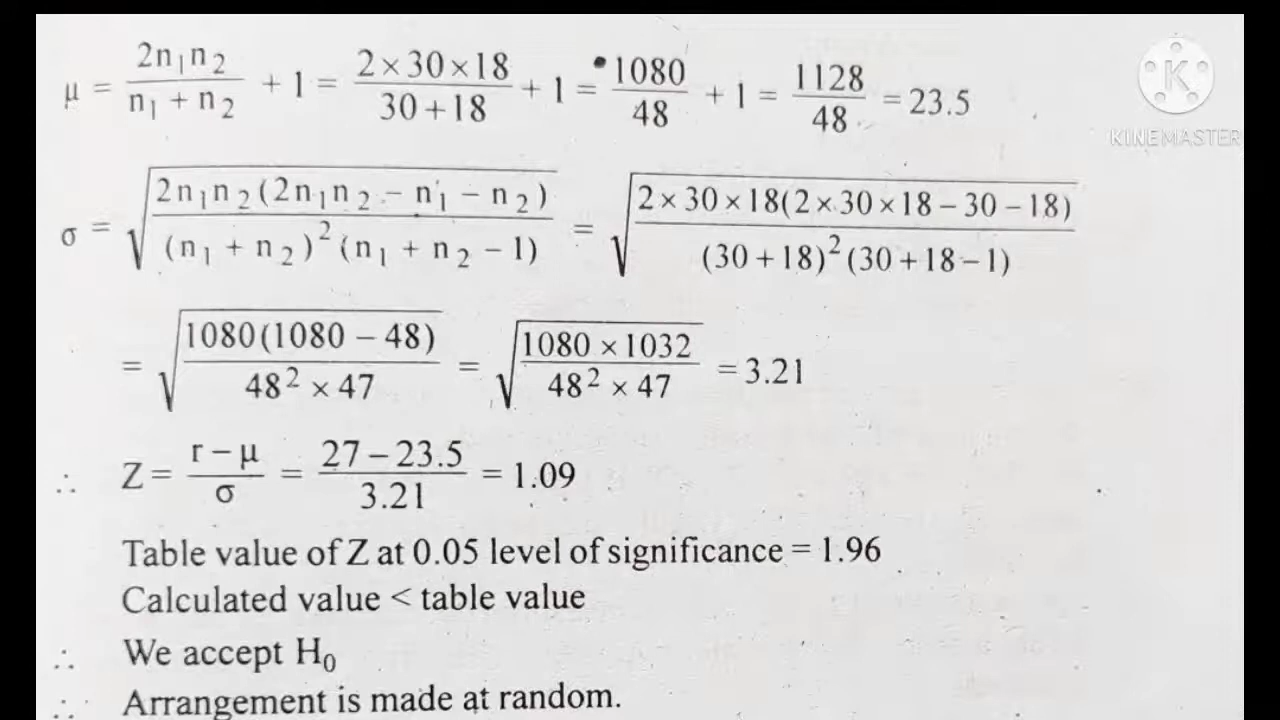 μ = 2n₁n₂ / (n₁ + n₂) + 1 = 2×30×18 / (30+18) + 1 = 1080 / 48 + 1 = 1128 / 48 = 23.5
KINEMASTER
σ = √(2n₁n₂(2n₁n₂ – n₁ – n₂) / (n₁ + n₂)²(n₁ + n₂ – 1)) = √(2×30×18(2×30×18–30–18) / (30+18)²(30+18–1))
= √(1080(1080 – 48) / 48² × 47) = √(1080 × 1032 / 48² × 47) = 3.21
∴ Z = r – μ / σ = 27 – 23.5 / 3.21 = 1.09
Table value of Z at 0.05 level of significance = 1.96
Calculated value < table value
∴ We accept H₀
∴ Arrangement is made at random.